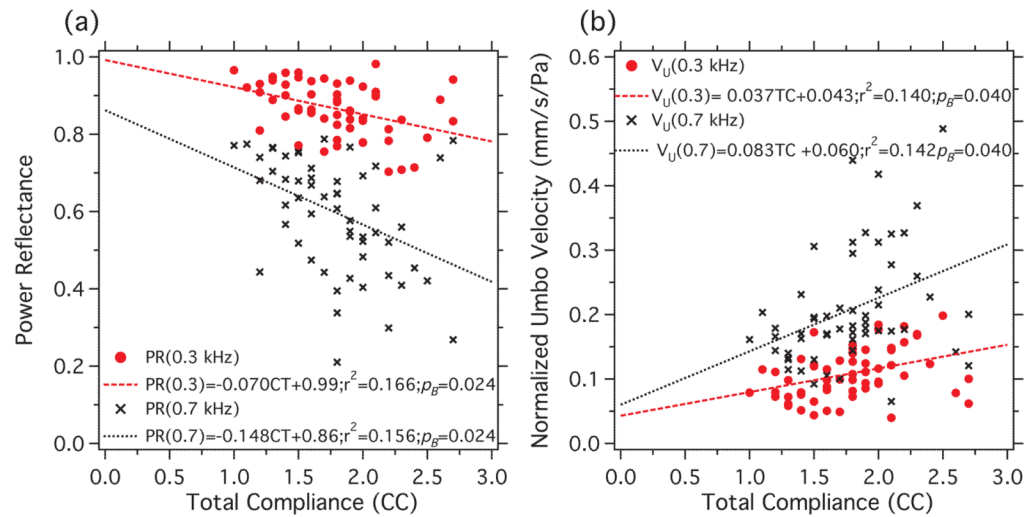 (a)
Power Reflectance
1.0
0.8
0.6
0.4
0.2
0.0
PR(0.3 kHz)
PR(0.3)=-0.070CT+0.99;r²=0.166;pB=0.024
PR(0.7 kHz)
PR(0.7)=-0.148CT+0.86;r²=0.156;pB=0.024
0.0 0.5 1.0 1.5 2.0 2.5 3.0
Total Compliance (CC)
(b)
Normalized Umbo Velocity (mm/s/Pa)
0.6
0.5
0.4
0.3
0.2
0.1
0.0
VU(0.3 kHz)
VU(0.3)= 0.037TC+0.043;r²=0.140;pB=0.040
VU(0.7 kHz)
VU(0.7)=0.083TC +0.060;r²=0.142pB=0.040
0.0 0.5 1.0 1.5 2.0 2.5 3.0
Total Compliance (CC)